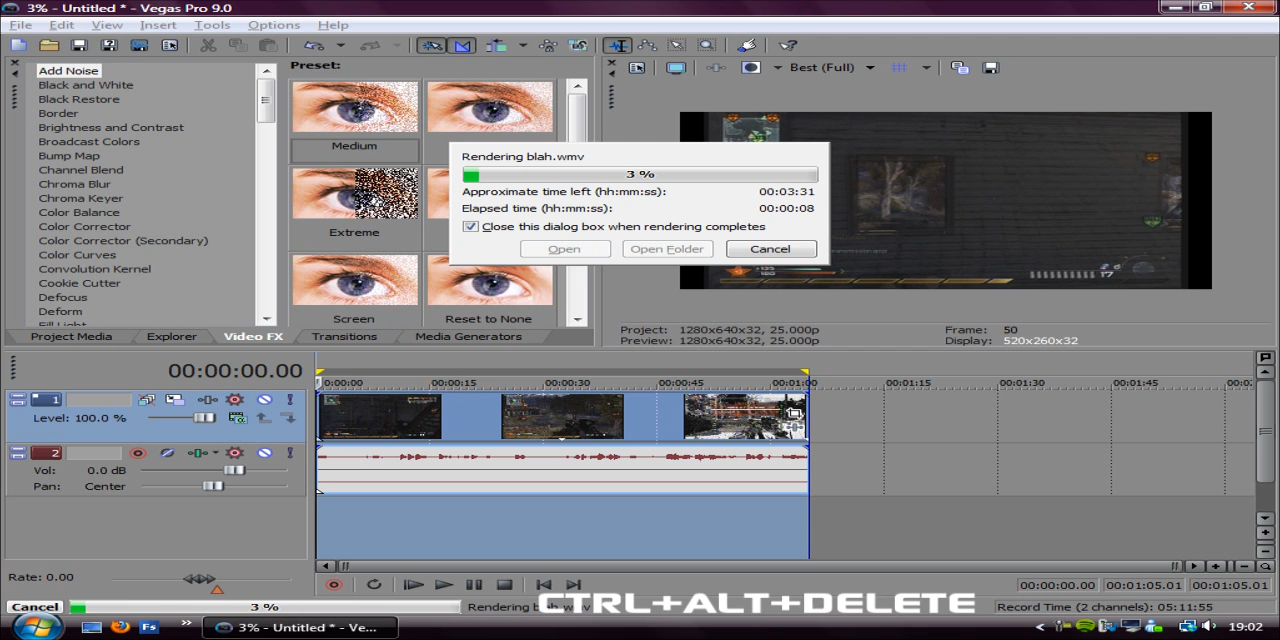 3% - Untitled * - Vegas Pro 9.0
File Edit View Insert Tools Options Help
Add Noise
Black and White
Black Restore
Border
Brightness and Contrast
Broadcast Colors
Bump Map
Channel Blend
Chroma Blur
Chroma Keyer
Color Balance
Color Corrector
Color Corrector (Secondary)
Color Curves
Convolution Kernel
Cookie Cutter
Defocus
Deform
Fill Light
Preset:
Medium
Extreme
Screen
Reset to None
Project Media Explorer Video FX Transitions Media Generators
Best (Full)
Rendering blah.wmv
3 %
Approximate time left (hh:mm:ss): 00:03:31
Elapsed time (hh:mm:ss): 00:00:08
Close this dialog box when rendering completes
Open Open Folder Cancel
Project: 1280x640x32, 25.000p Frame: 50
Preview: 1280x640x32, 25.000p Display: 520x260x32
00:00:00.00
0:00:00 00:00:15 00:00:30 00:00:45 00:01:00 00:01:15 00:01:30 00:01:45
1
Level: 100.0 %
2
Vol: 0.0 dB
Pan: Center
Rate: 0.00
00:00:00.00 00:01:05.01 00:01:05.01
Cancel 3 % Rendering blah.wmv
CTRL+ALT+DELETE
Record Time (2 channels): 05:11:55
Fs
3% - Untitled * - Ve...
19:02